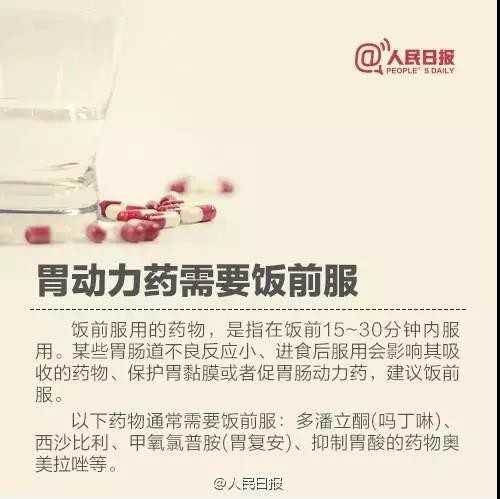 @人民日报
PEOPLE'S DAILY
胃动力药需要饭前服
饭前服用的药物，是指在饭前15~30分钟内服
用。某些胃肠道不良反应小、进食后服用会影响其吸
收的药物、保护胃黏膜或者促胃肠动力药，建议饭前
服。
以下药物通常需要饭前服：多潘立酮(吗丁啉)、
西沙比利、甲氧氯普胺(胃复安)、抑制胃酸的药物奥
美拉唑等。
@人民日报